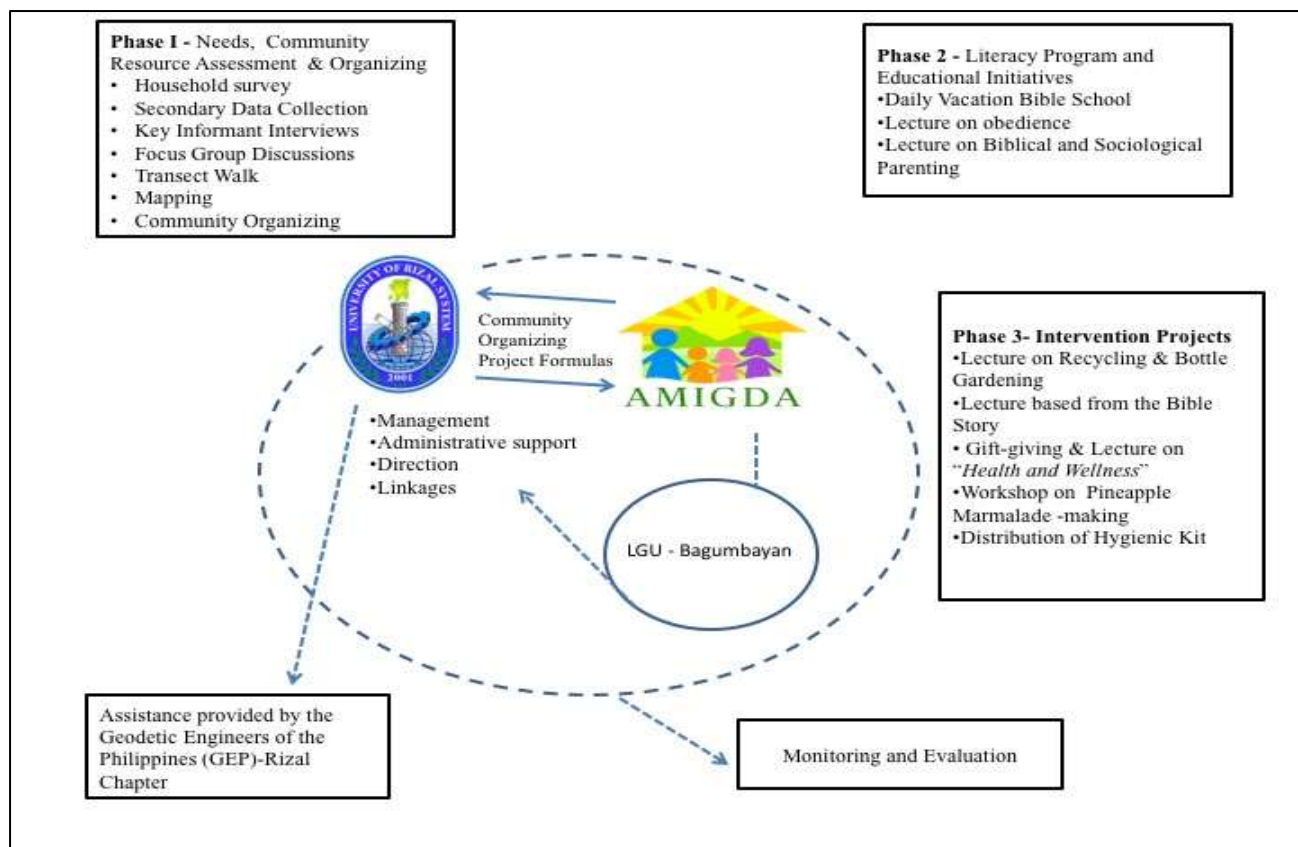 Phase I - Needs, Community
Resource Assessment & Organizing
• Household survey
• Secondary Data Collection
• Key Informant Interviews
• Focus Group Discussions
• Transect Walk
• Mapping
• Community Organizing
Phase 2 - Literacy Program and
Educational Initiatives
•Daily Vacation Bible School
•Lecture on obedience
•Lecture on Biblical and Sociological
Parenting
UNIVERSITY OF RIZAL SYSTEM
2001
Community
Organizing
Project Formulas
AMIGDA
•Management
•Administrative support
•Direction
•Linkages
LGU - Bagumbayan
Phase 3- Intervention Projects
•Lecture on Recycling & Bottle
Gardening
•Lecture based from the Bible
Story
• Gift-giving & Lecture on
“Health and Wellness”
•Workshop on Pineapple
Marmalade -making
•Distribution of Hygienic Kit
Assistance provided by the
Geodetic Engineers of the
Philippines (GEP)-Rizal
Chapter
Monitoring and Evaluation